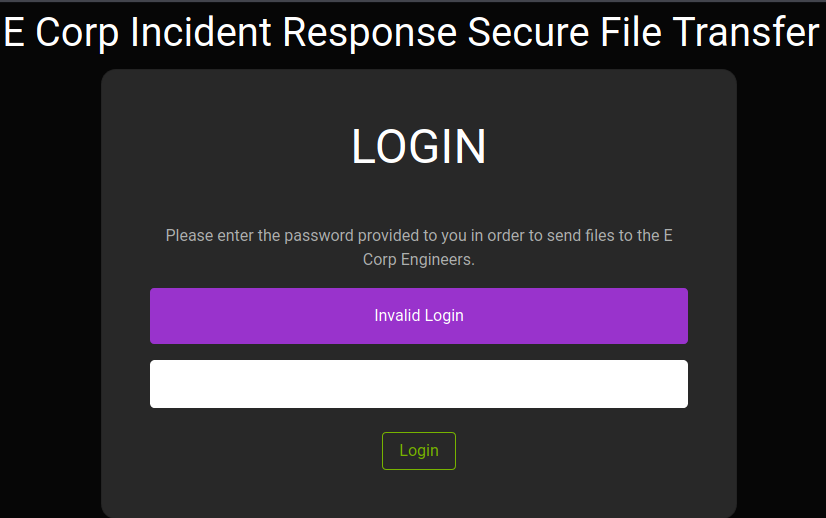 E Corp Incident Response Secure File Transfer
LOGIN
Please enter the password provided to you in order to send files to the E
Corp Engineers.
Invalid Login
Login